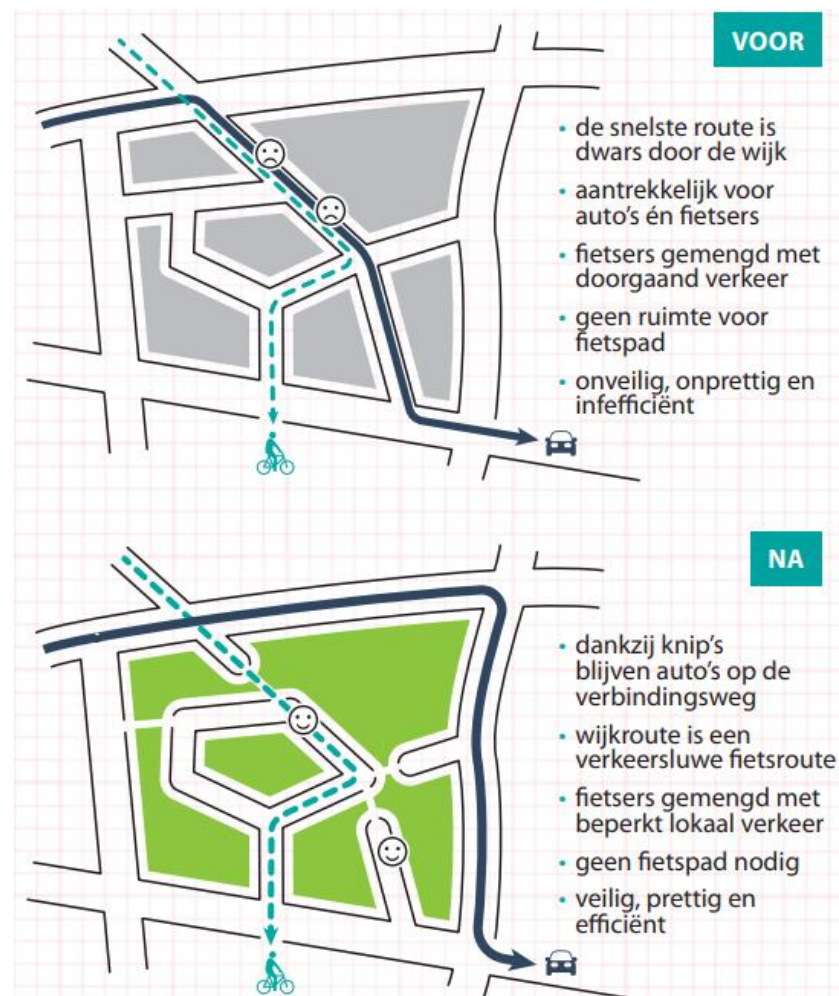 VOOR
• de snelste route is
dwars door de wijk
• aantrekkelijk voor
auto's én fietsers
• fietsers gemengd met
doorgaand verkeer
• geen ruimte voor
fietspad
• onveilig, onprettig en
infefficiënt
NA
• dankzij knip's
blijven auto's op de
verbindingsweg
• wijkroute is een
verkeersluwe fietsroute
• fietsers gemengd met
beperkt lokaal verkeer
• geen fietspad nodig
• veilig, prettig en
efficiënt